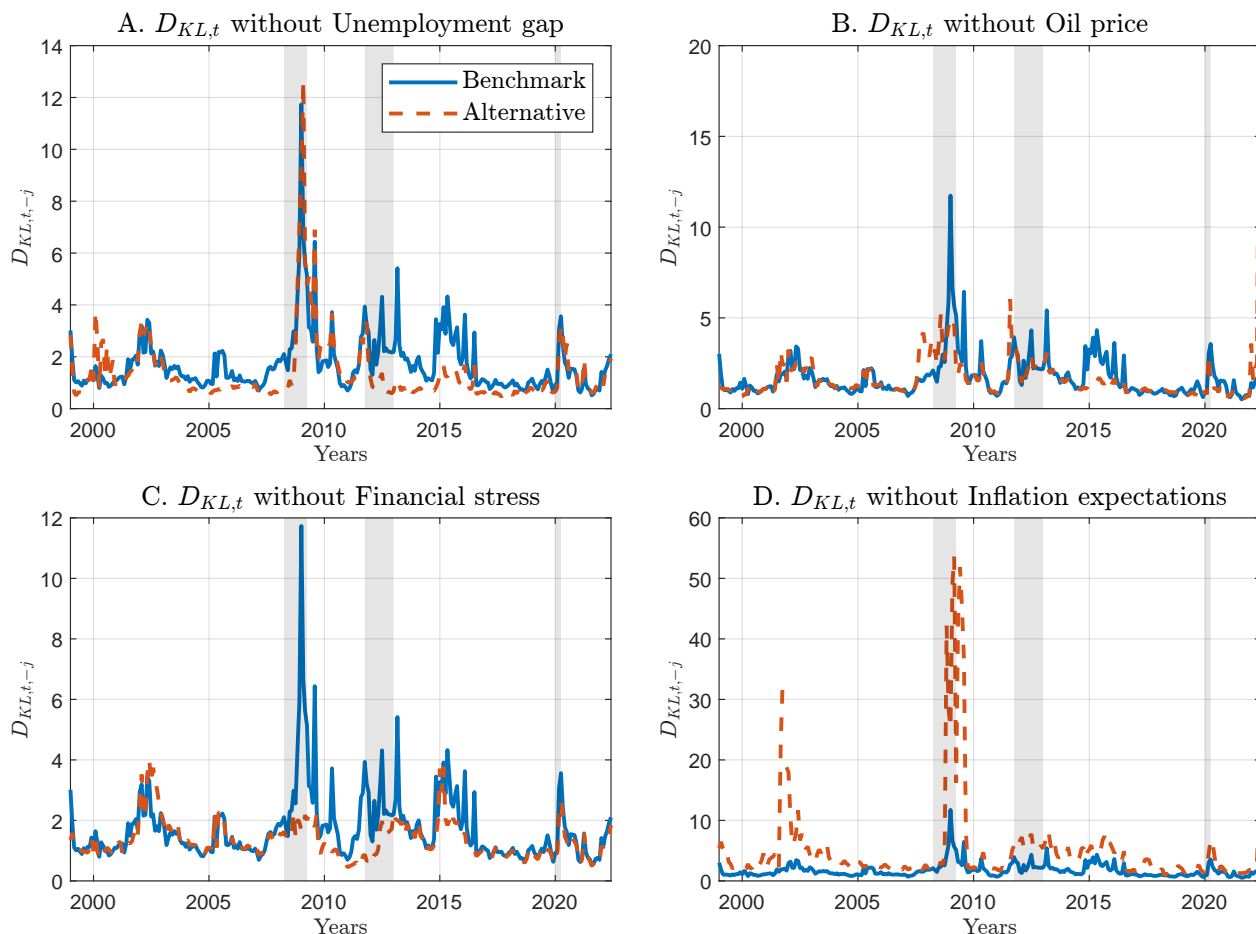 A. D_{KL,t} without Unemployment gap
14
12
10
8
6
4
2
0
D_{KL,t,-j}
Benchmark
Alternative
2000 2005 2010 2015 2020
Years
B. D_{KL,t} without Oil price
20
15
10
5
0
D_{KL,t,-j}
2000 2005 2010 2015 2020
Years
C. D_{KL,t} without Financial stress
12
10
8
6
4
2
0
D_{KL,t,-j}
2000 2005 2010 2015 2020
Years
D. D_{KL,t} without Inflation expectations
60
50
40
30
20
10
0
D_{KL,t,-j}
2000 2005 2010 2015 2020
Years